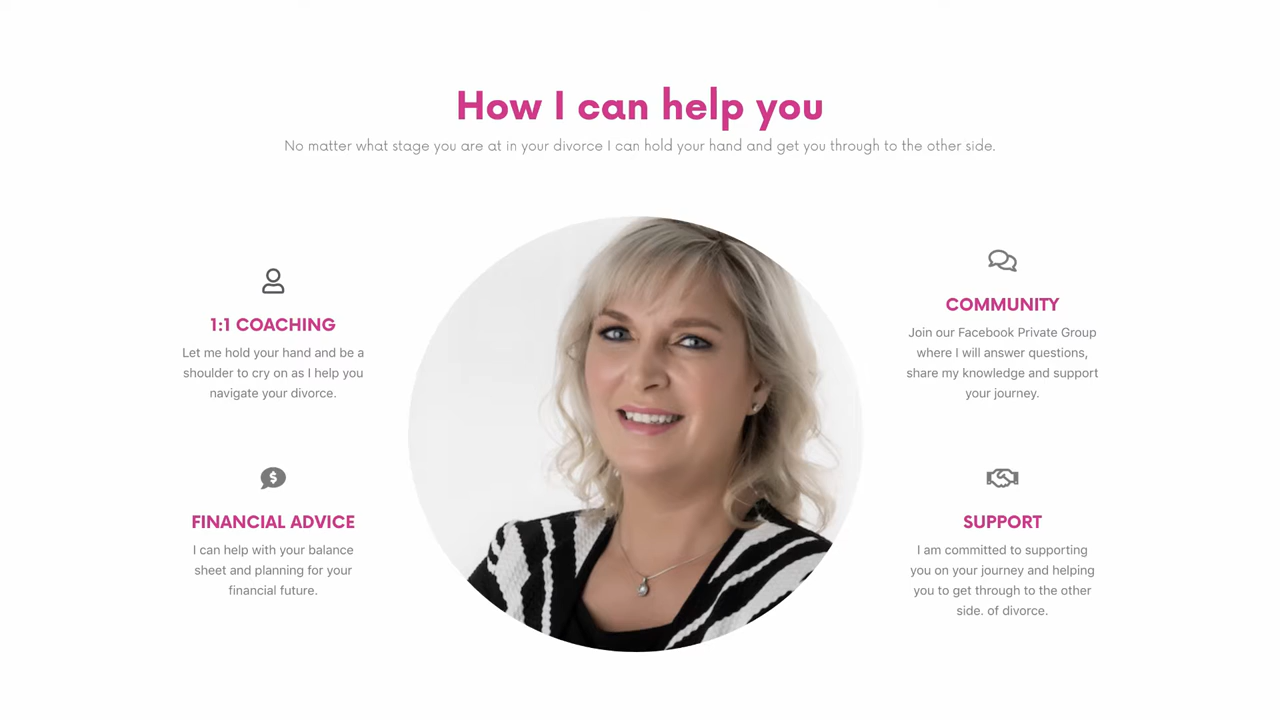 How I can help you
No matter what stage you are at in your divorce I can hold your hand and get you through to the other side.
1:1 COACHING
Let me hold your hand and be a
shoulder to cry on as I help you
navigate your divorce.
FINANCIAL ADVICE
I can help with your balance
sheet and planning for your
financial future.
COMMUNITY
Join our Facebook Private Group
where I will answer questions,
share my knowledge and support
your journey.
SUPPORT
I am committed to supporting
you on your journey and helping
you to get through to the other
side. of divorce.